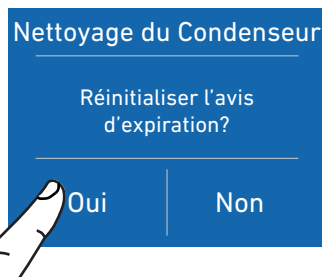 Nettoyage du Condenseur
Réinitialiser l'avis
d'expiration?
Oui
Non